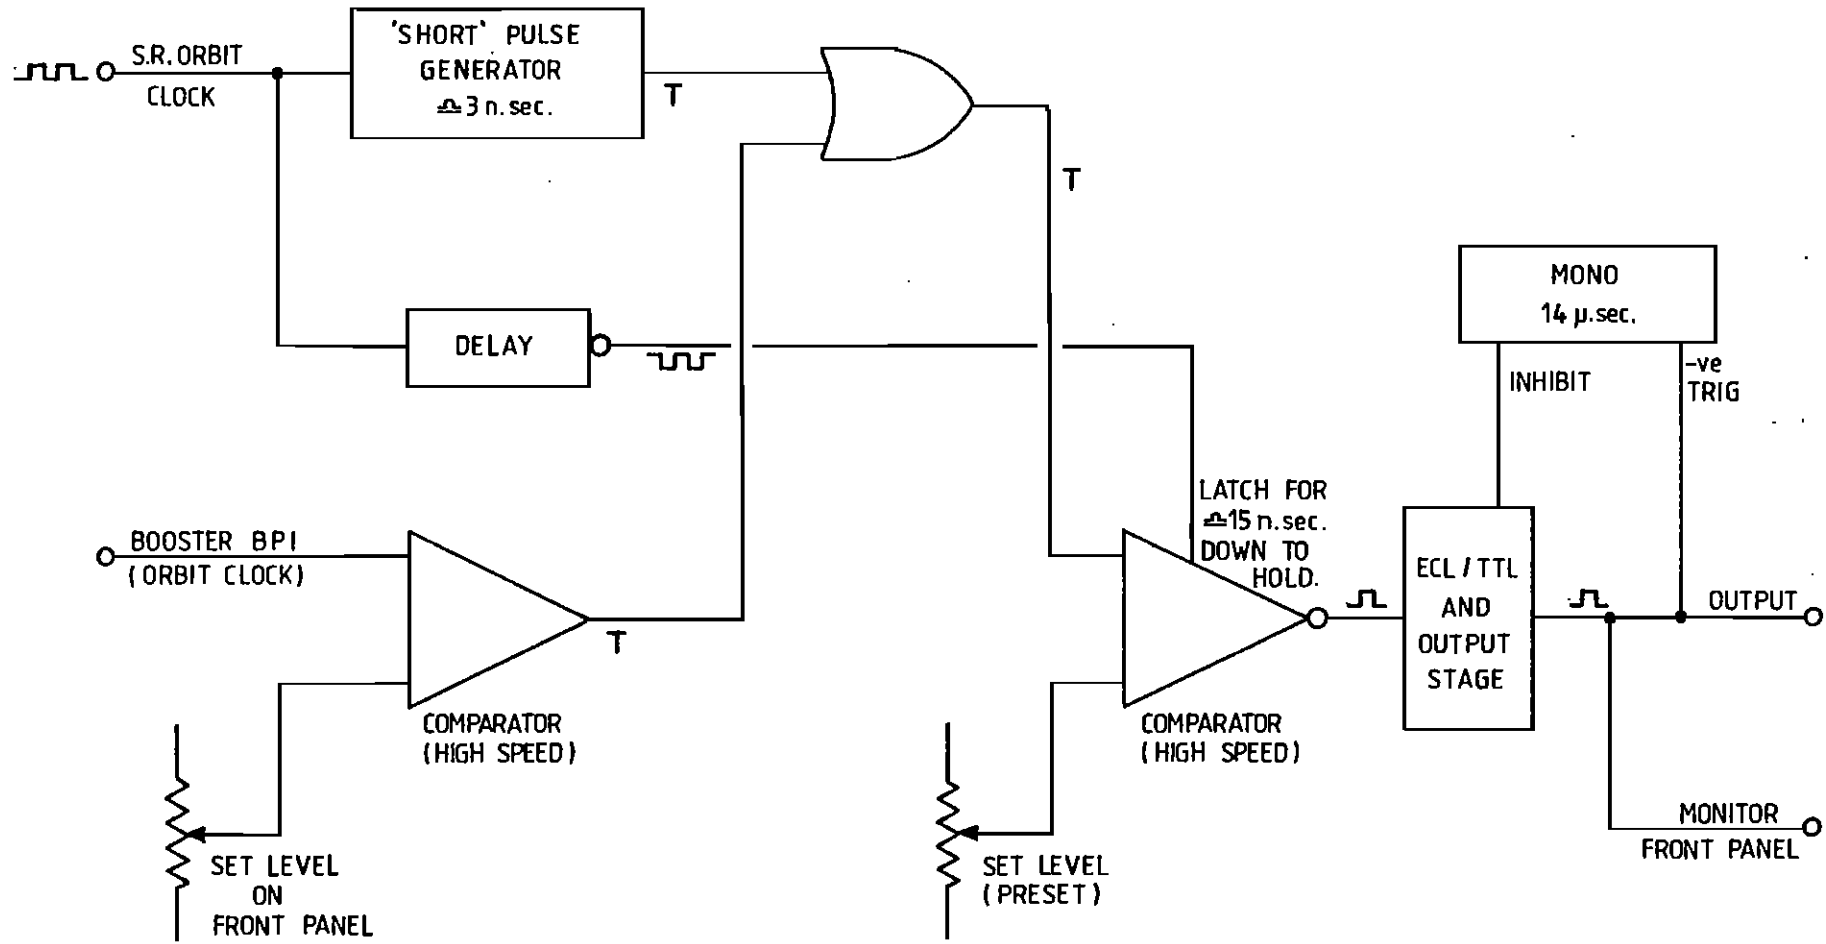 S.R. ORBIT
CLOCK
'SHORT' PULSE
GENERATOR
≏ 3 n.sec.
T
T
DELAY
MONO
14 µ.sec.
INHIBIT
-ve
TRIG
LATCH FOR
≏ 15 n.sec.
DOWN TO
HOLD.
BOOSTER BPI
(ORBIT CLOCK)
T
COMPARATOR
(HIGH SPEED)
SET LEVEL
ON
FRONT PANEL
COMPARATOR
(HIGH SPEED)
SET LEVEL
(PRESET)
ECL / TTL
AND
OUTPUT
STAGE
OUTPUT
MONITOR
FRONT PANEL